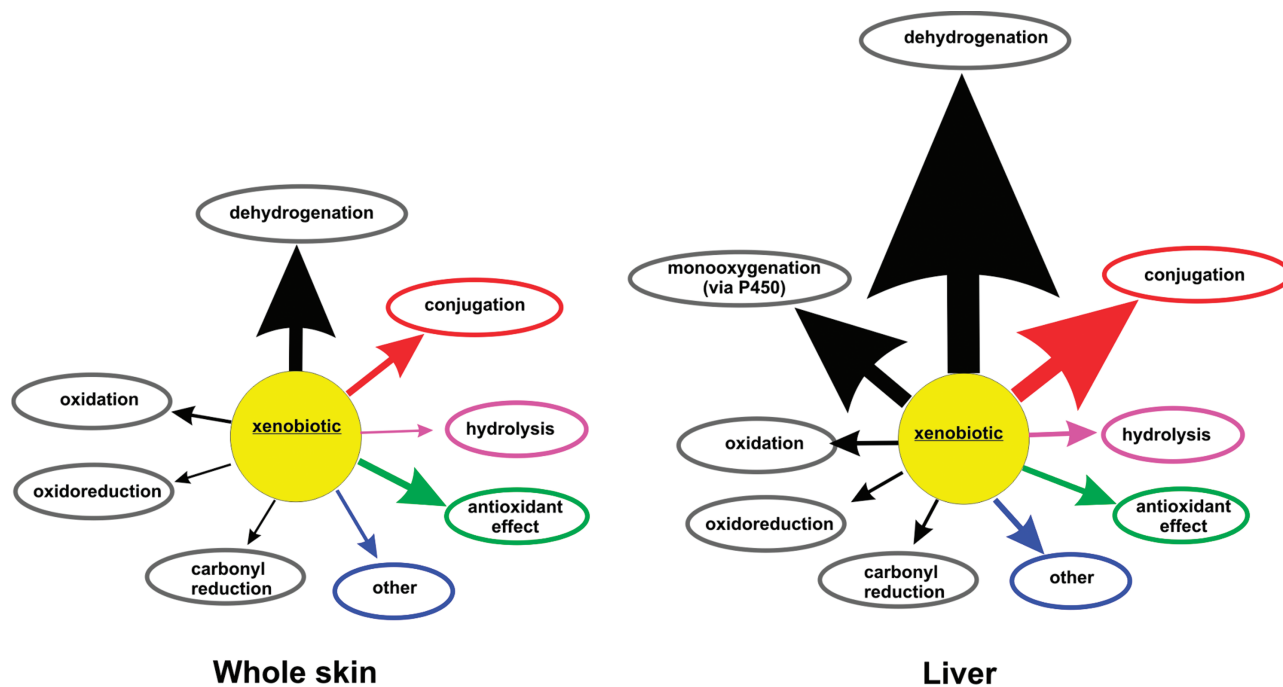 dehydrogenation
conjugation
oxidation
xenobiotic
hydrolysis
oxidoreduction
antioxidant
effect
carbonyl
reduction
other
Whole skin
dehydrogenation
monooxygenation
(via P450)
conjugation
oxidation
xenobiotic
hydrolysis
oxidoreduction
antioxidant
effect
carbonyl
reduction
other
Liver